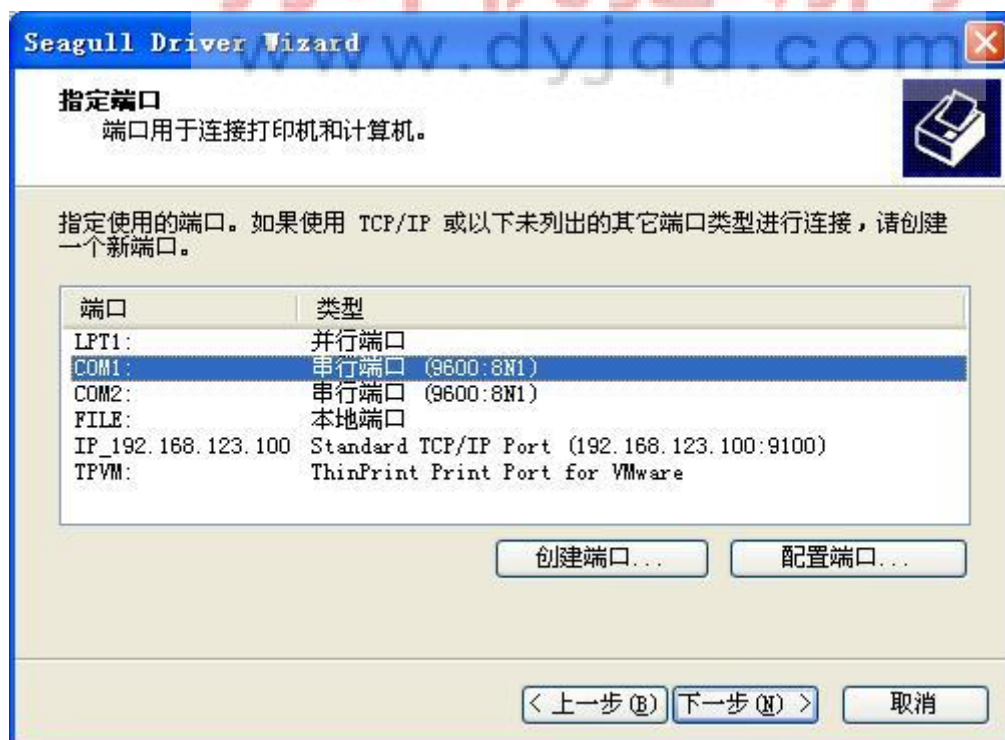 www.dyjqd.com
Seagull Driver Wizard
指定端口
端口用于连接打印机和计算机。
指定使用的端口。如果使用 TCP/IP 或以下未列出的其它端口类型进行连接，请创建
一个新端口。
端口 类型
LPT1: 并行端口
COM1: 串行端口 (9600:8N1)
COM2: 串行端口 (9600:8N1)
FILE: 本地端口
IP_192.168.123.100 Standard TCP/IP Port (192.168.123.100:9100)
TPVM: ThinPrint Print Port for VMware
创建端口... 配置端口...
< 上一步(B) 下一步(N) > 取消